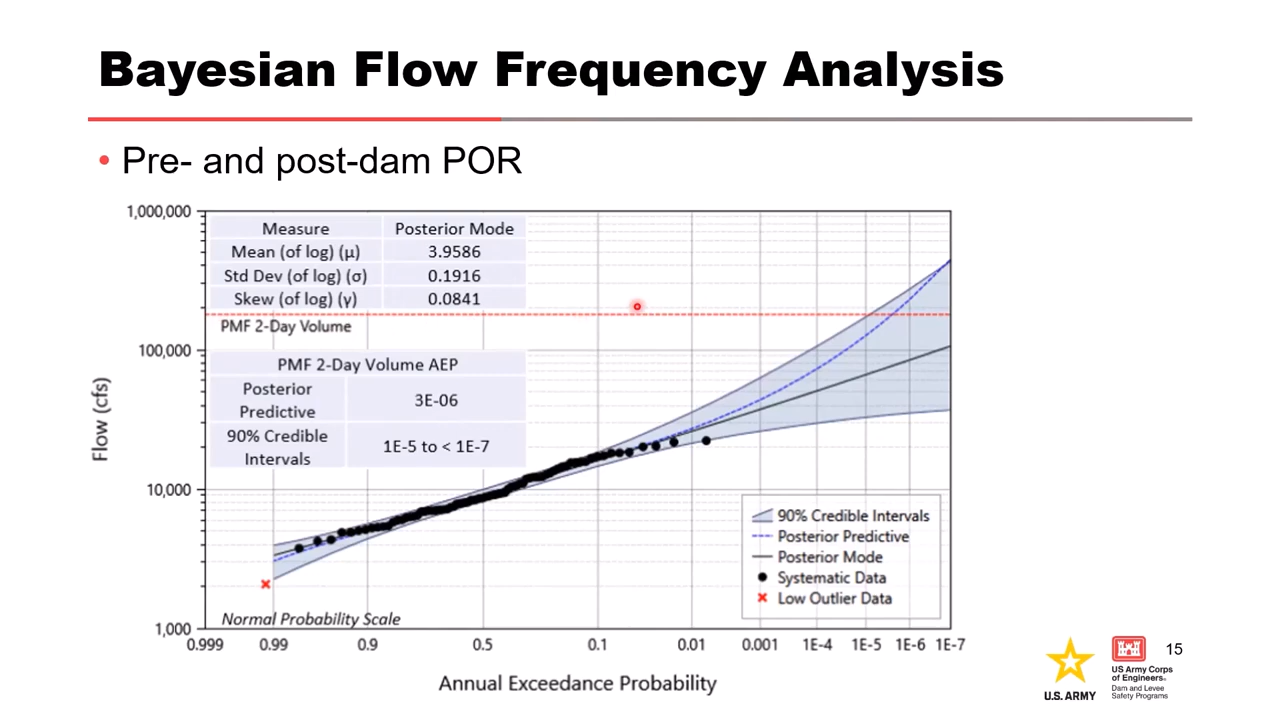 Bayesian Flow Frequency Analysis
• Pre- and post-dam POR
Flow (cfs)
1,000,000
100,000
10,000
1,000
Measure Posterior Mode
Mean (of log) (μ) 3.9586
Std Dev (of log) (σ) 0.1916
Skew (of log) (γ) 0.0841
PMF 2-Day Volume
PMF 2-Day Volume AEP
Posterior
Predictive
3E-06
90% Credible
Intervals
1E-5 to < 1E-7
90% Credible Intervals
Posterior Predictive
Posterior Mode
Systematic Data
Low Outlier Data
Normal Probability Scale
0.999 0.99 0.9 0.5 0.1 0.01 0.001 1E-4 1E-5 1E-6 1E-7
Annual Exceedance Probability
U.S. ARMY
US Army Corps
of Engineers®
Dam and Levee
Safety Programs
15